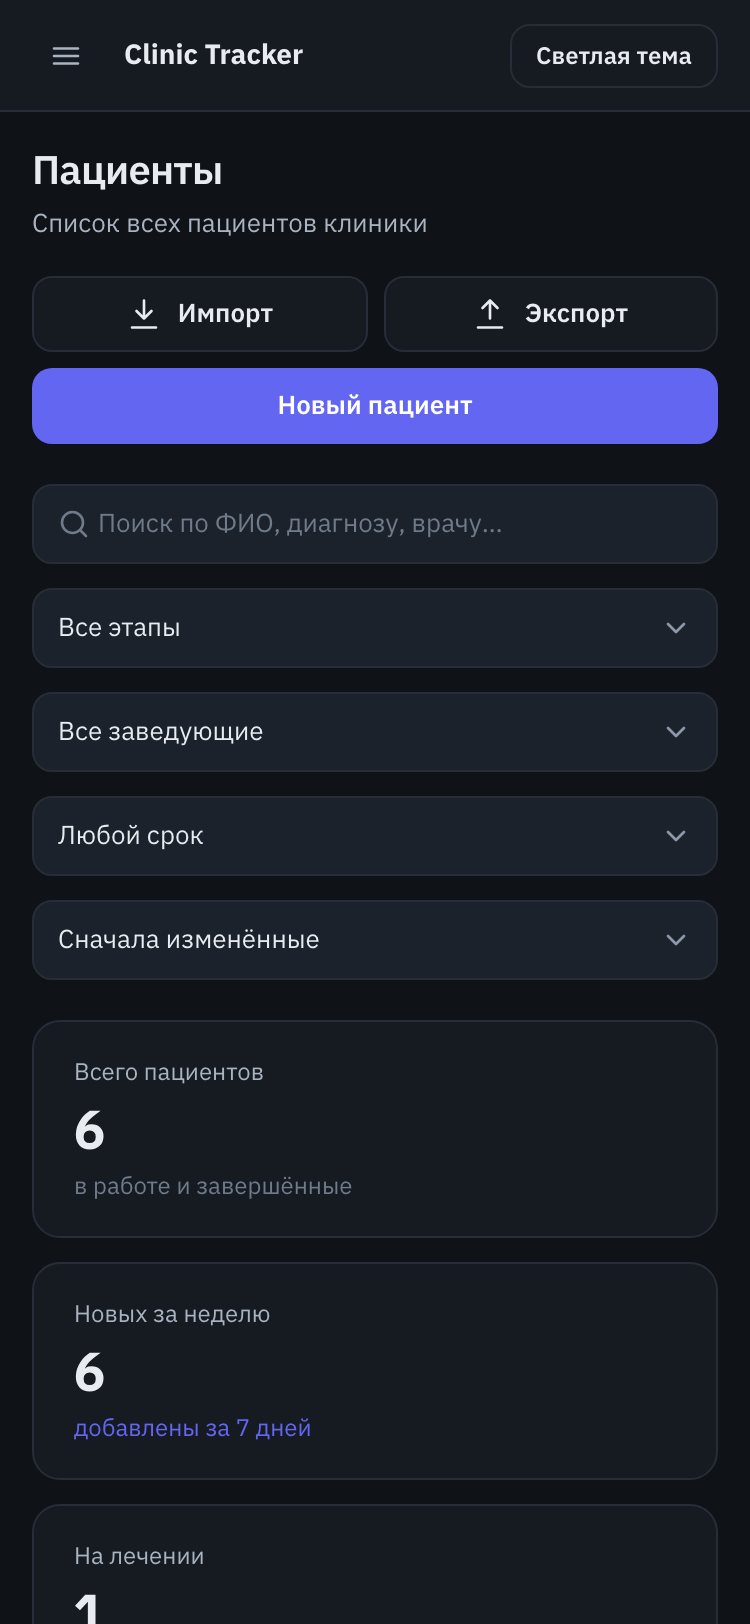 Clinic Tracker
Светлая тема
Пациенты
Список всех пациентов клиники
Импорт
Экспорт
Новый пациент
Поиск по ФИО, диагнозу, врачу...
Все этапы
Все заведующие
Любой срок
Сначала изменённые
Всего пациентов
6
в работе и завершённые
Новых за неделю
6
добавлены за 7 дней
На лечении
1